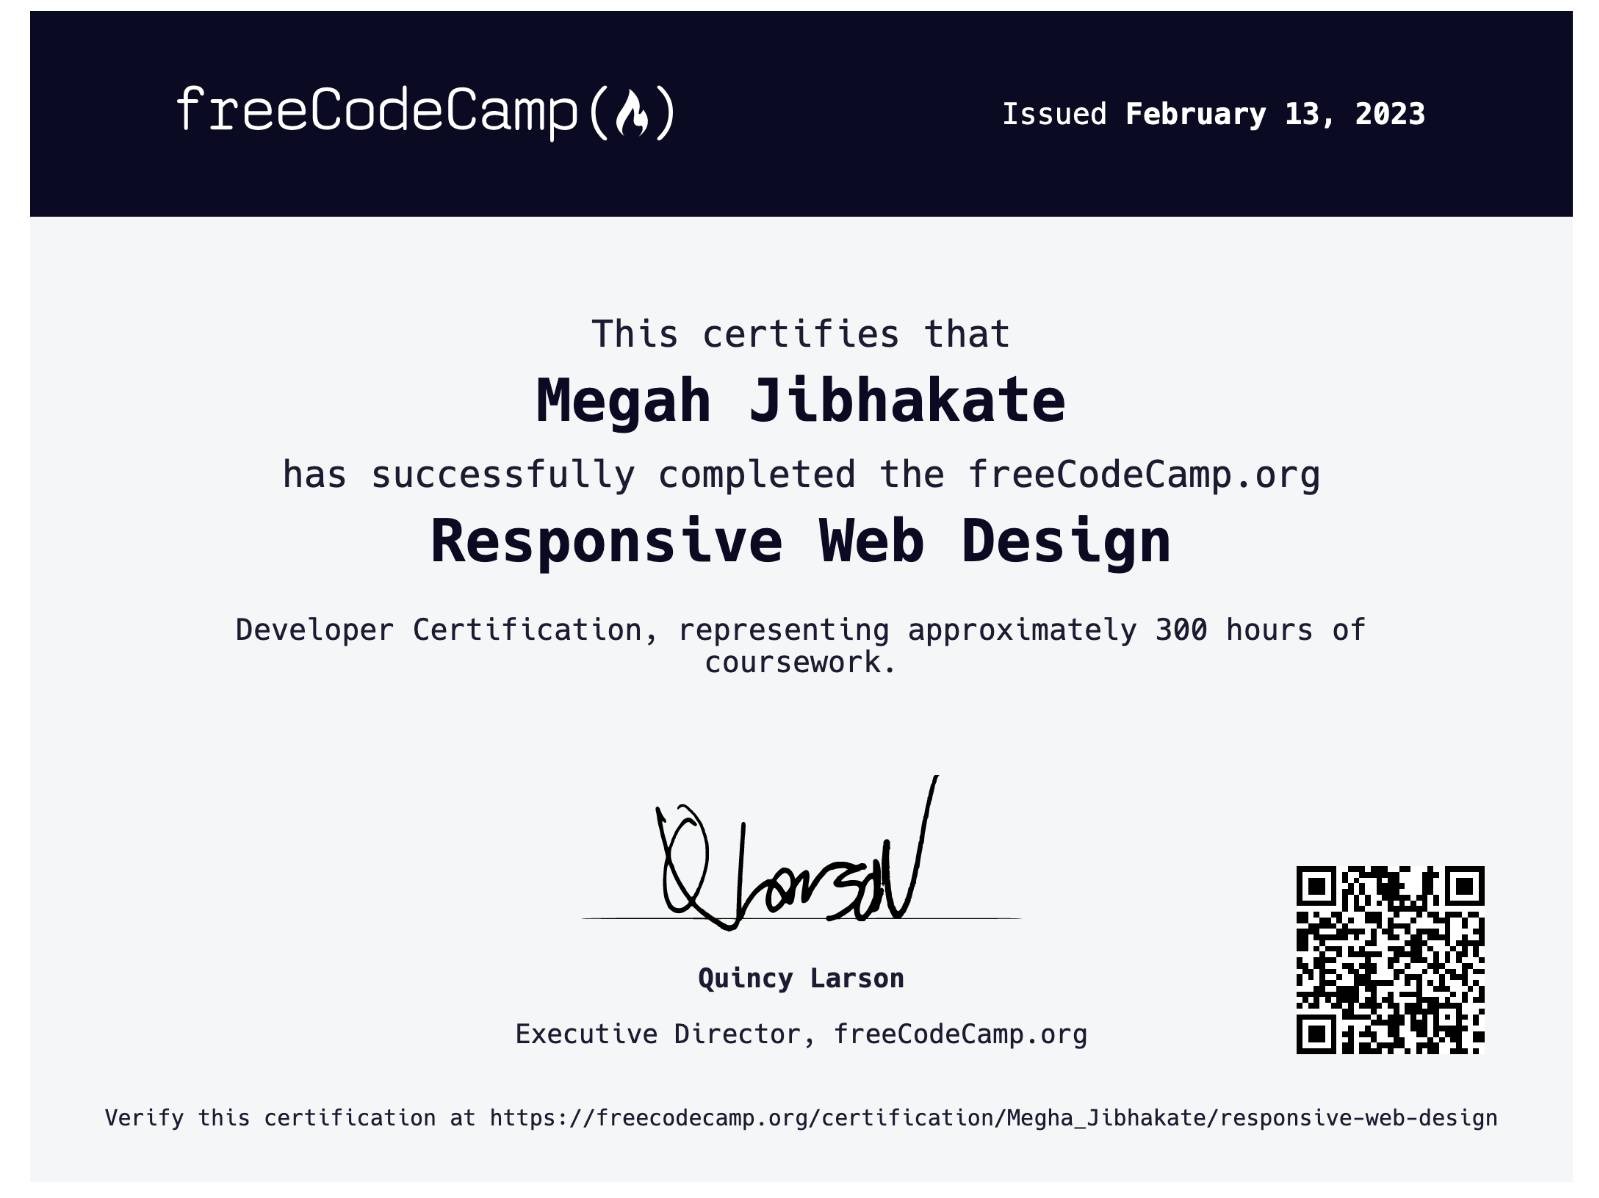 freeCodeCamp(🔥)
Issued February 13, 2023
This certifies that
Megah Jibhakate
has successfully completed the freeCodeCamp.org
Responsive Web Design
Developer Certification, representing approximately 300 hours of
coursework.
Quincy Larson
Executive Director, freeCodeCamp.org
Verify this certification at https://freecodecamp.org/certification/Megha_Jibhakate/responsive-web-design